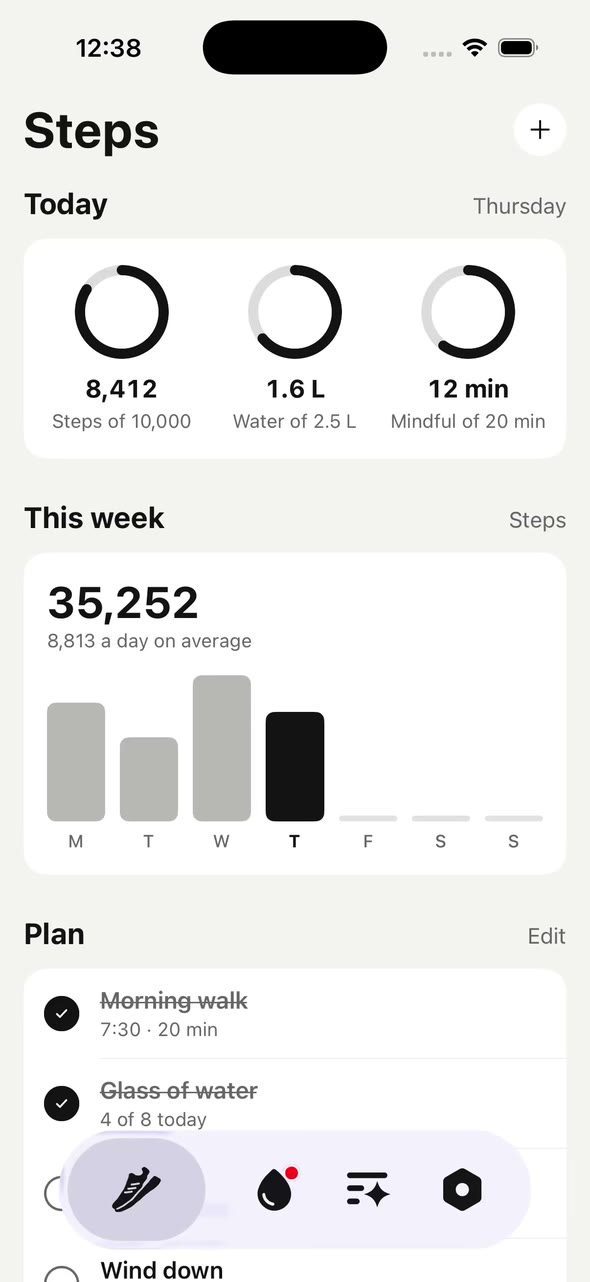 12:38
Steps
Today
Thursday
8,412
Steps of 10,000
1.6 L
Water of 2.5 L
12 min
Mindful of 20 min
This week
Steps
35,252
8,813 a day on average
M T W T F S S
Plan
Edit
Morning walk
7:30 · 20 min
Glass of water
4 of 8 today
Wind down